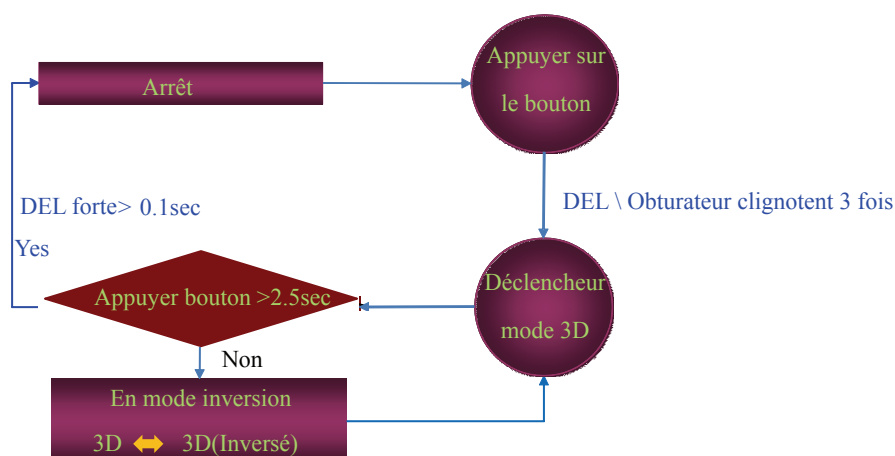 Arrêt
Appuyer sur
le bouton
DEL \ Obturateur clignotent 3 fois
DEL forte> 0.1sec
Yes
Appuyer bouton >2.5sec
Déclencheur
mode 3D
Non
En mode inversion
3D 3D(Inversé)